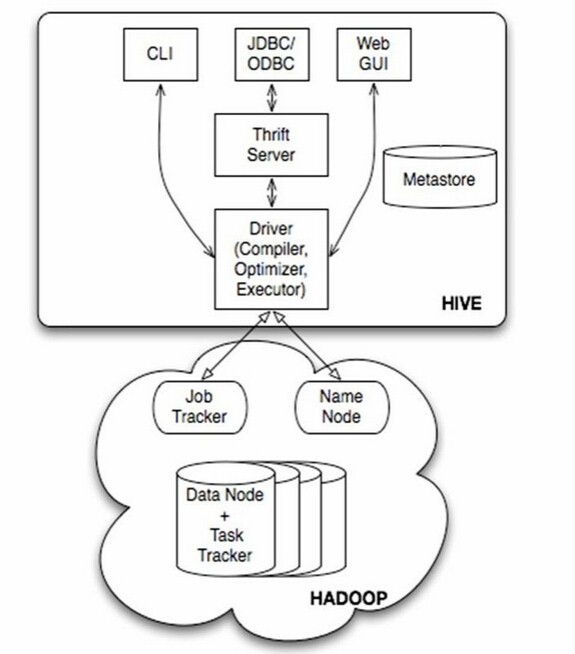 CLI
JDBC/
ODBC
Web
GUI
Thrift
Server
Metastore
Driver
(Compiler,
Optimizer,
Executor)
HIVE
Job
Tracker
Name
Node
Data Node
+
Task
Tracker
HADOOP